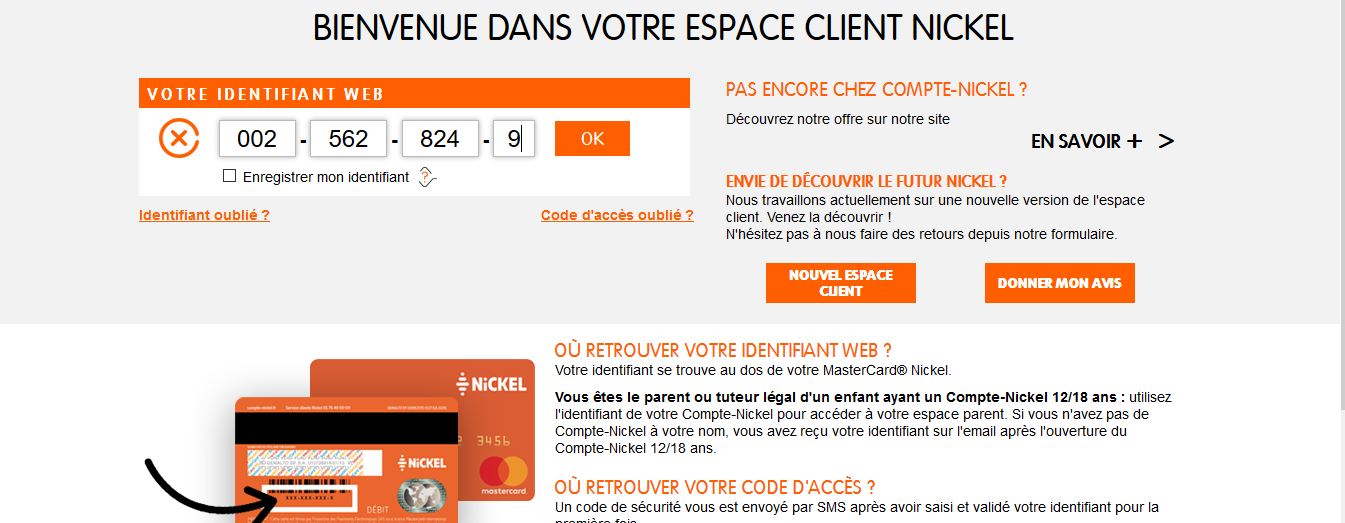 BIENVENUE DANS VOTRE ESPACE CLIENT NICKEL
VOTRE IDENTIFIANT WEB
002 - 562 - 824 - 9 OK
Enregistrer mon identifiant ?
Identifiant oublié ? Code d'accès oublié ?
PAS ENCORE CHEZ COMPTE-NICKEL ?
Découvrez notre offre sur notre site
EN SAVOIR + >
ENVIE DE DÉCOUVRIR LE FUTUR NICKEL ?
Nous travaillons actuellement sur une nouvelle version de l'espace
client. Venez la découvrir !
N'hésitez pas à nous faire des retours depuis notre formulaire.
NOUVEL ESPACE
CLIENT
DONNER MON AVIS
NiCKEL
3456
mastercard
NiCKEL
XXX-XXX-XXX-X
DÉBIT
OÙ RETROUVER VOTRE IDENTIFIANT WEB ?
Votre identifiant se trouve au dos de votre MasterCard® Nickel.
Vous êtes le parent ou tuteur légal d'un enfant ayant un Compte-Nickel 12/18 ans : utilisez
l'identifiant de votre Compte-Nickel pour accéder à votre espace parent. Si vous n'avez pas de
Compte-Nickel à votre nom, vous avez reçu votre identifiant sur l'email après l'ouverture du
Compte-Nickel 12/18 ans.
OÙ RETROUVER VOTRE CODE D'ACCÈS ?
Un code de sécurité vous est envoyé par SMS après avoir saisi et validé votre identifiant pour la
première fois.